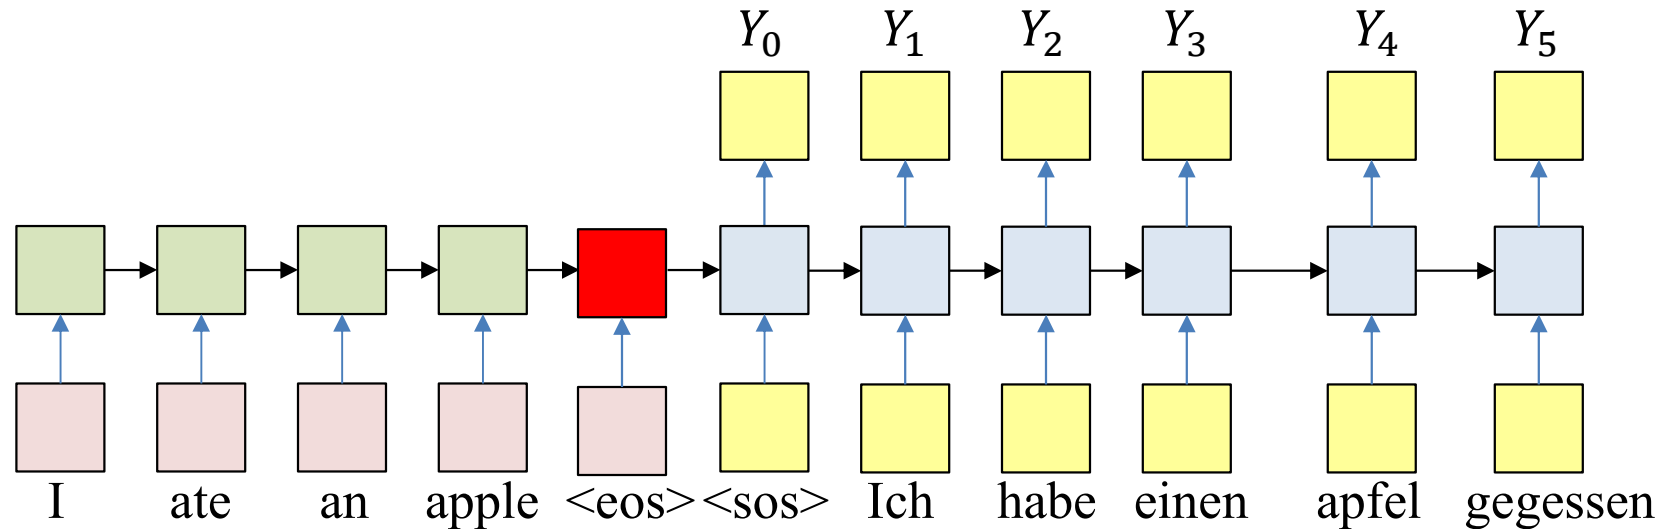 Y₀ Y₁ Y₂ Y₃ Y₄ Y₅
I ate an apple <eos> <sos> Ich habe einen apfel gegessen